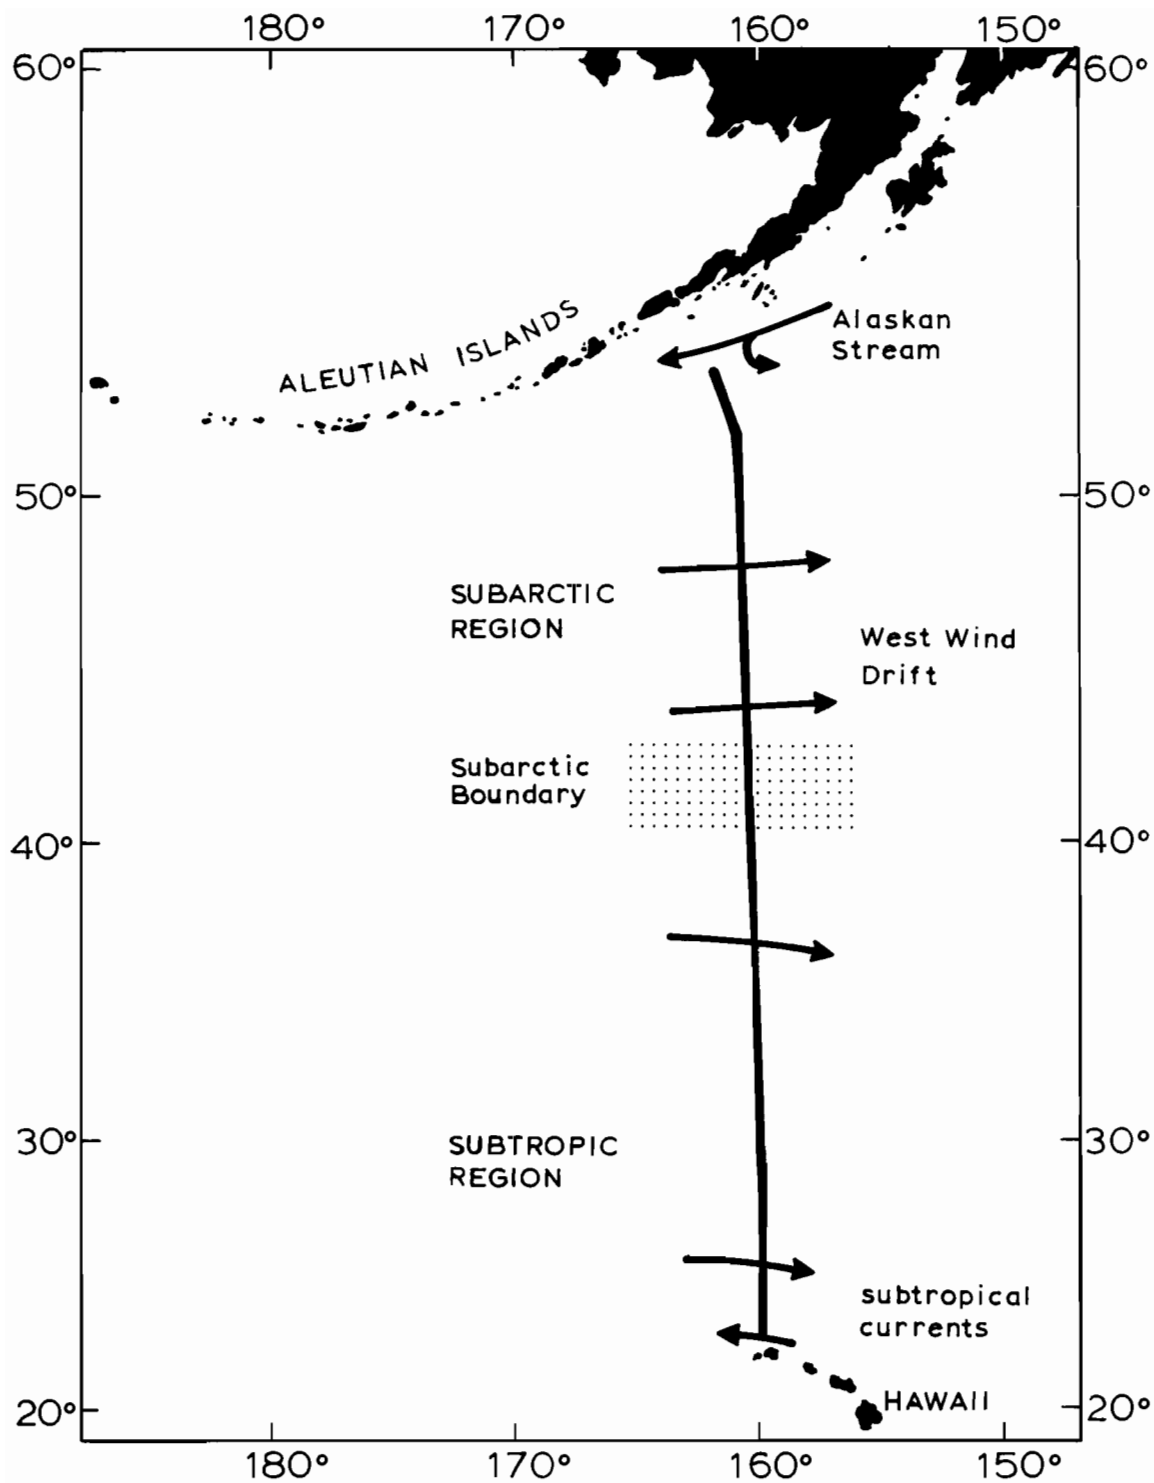 180° 170° 160° 150°
60° 60°
ALEUTIAN ISLANDS
Alaskan
Stream
50° 50°
SUBARCTIC
REGION
West Wind
Drift
Subarctic
Boundary
40° 40°
30° 30°
SUBTROPIC
REGION
subtropical
currents
HAWAII
20° 20°
180° 170° 160° 150°